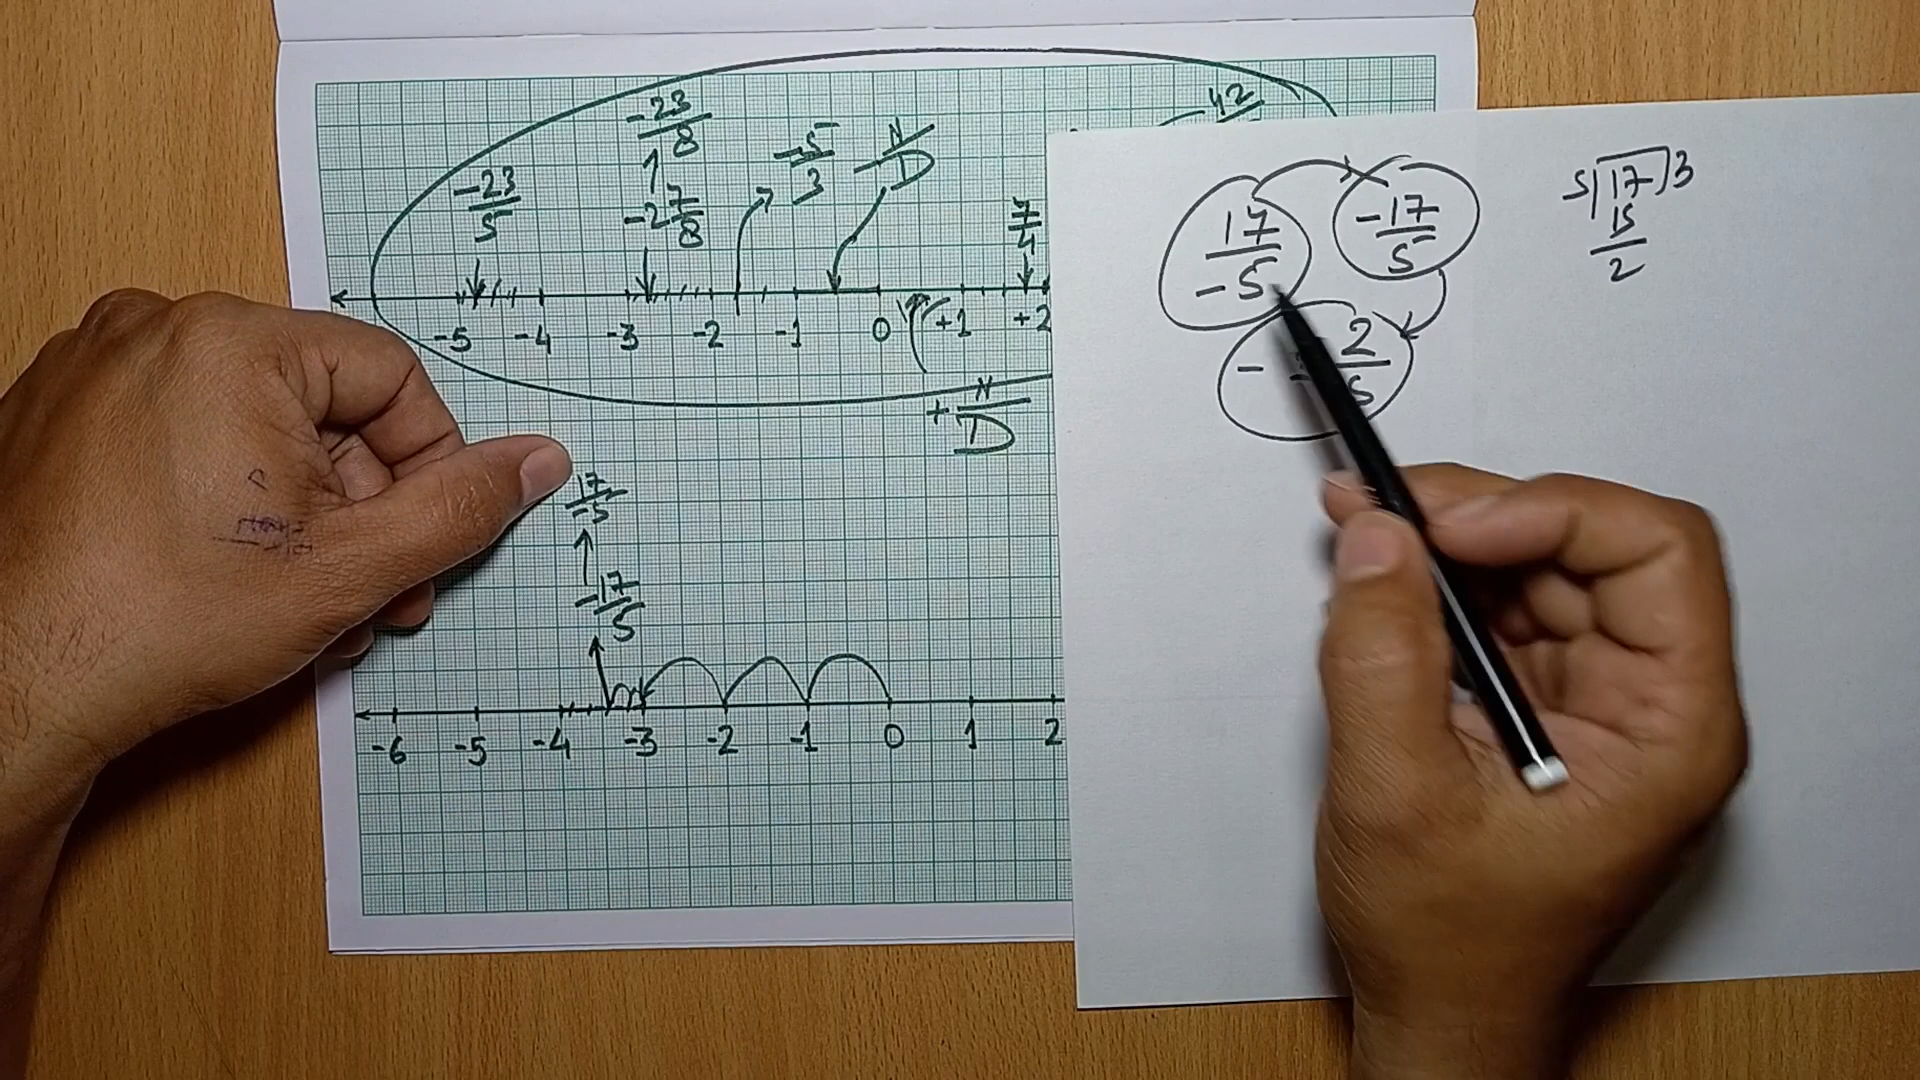 -23/8
42
-23/5
-2 7/8
-5/3
-N/D
7/4
-5 -4 -3 -2 -1 0 +1 +2
+N/D
17/-5
-17/5
-6 -5 -4 -3 -2 -1 0 1 2
17/-5
-17/5
5) 17 ) 3
15
2
- 2/5